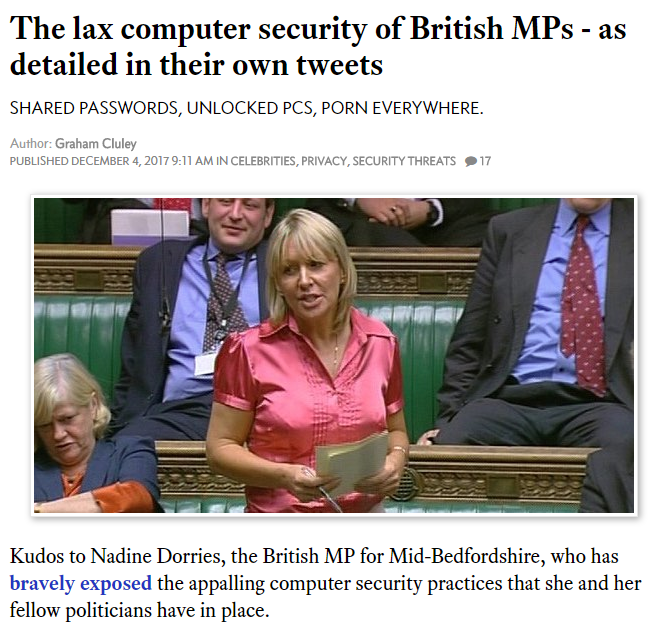 The lax computer security of British MPs - as
detailed in their own tweets
SHARED PASSWORDS, UNLOCKED PCS, PORN EVERYWHERE.
Author: Graham Cluley
PUBLISHED DECEMBER 4, 2017 9:11 AM IN CELEBRITIES, PRIVACY, SECURITY THREATS 17
Kudos to Nadine Dorries, the British MP for Mid-Bedfordshire, who has
bravely exposed the appalling computer security practices that she and her
fellow politicians have in place.